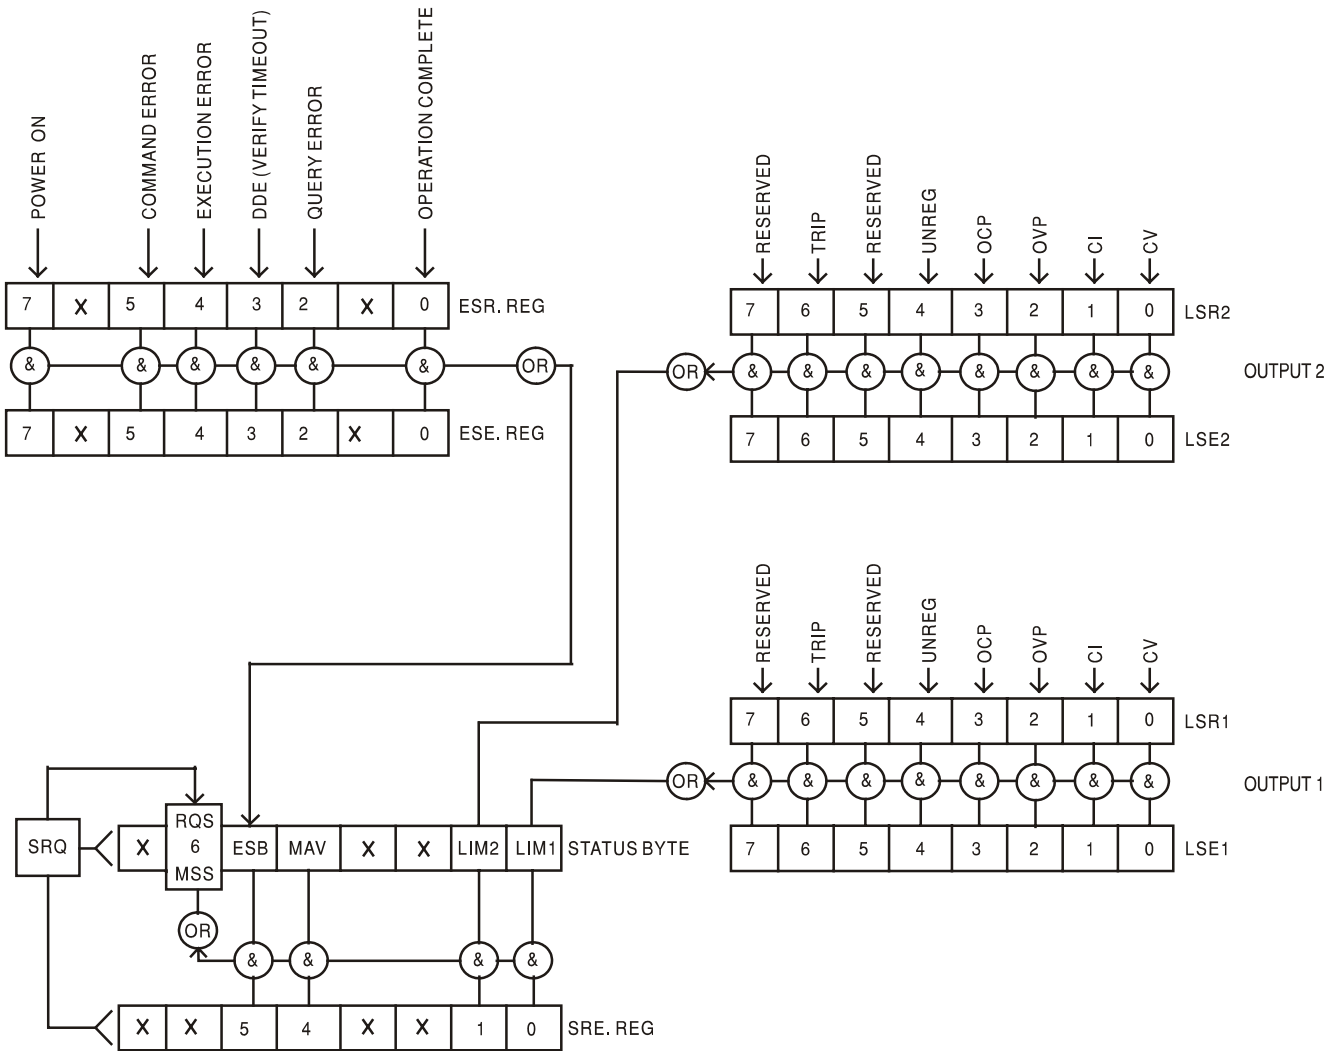 POWER ON
COMMAND ERROR
EXECUTION ERROR
DDE (VERIFY TIMEOUT)
QUERY ERROR
OPERATION COMPLETE
7 X 5 4 3 2 X 0 ESR. REG
& & & & & & OR
7 X 5 4 3 2 X 0 ESE. REG
RESERVED
TRIP
RESERVED
UNREG
OCP
OVP
CI
CV
7 6 5 4 3 2 1 0 LSR2
OR & & & & & & & & OUTPUT 2
7 6 5 4 3 2 1 0 LSE2
RESERVED
TRIP
RESERVED
UNREG
OCP
OVP
CI
CV
7 6 5 4 3 2 1 0 LSR1
OR & & & & & & & & OUTPUT 1
7 6 5 4 3 2 1 0 LSE1
SRQ
X
RQS
6
MSS
ESB MAV X X LIM2 LIM1 STATUS BYTE
OR
& & & &
X X 5 4 X X 1 0 SRE. REG